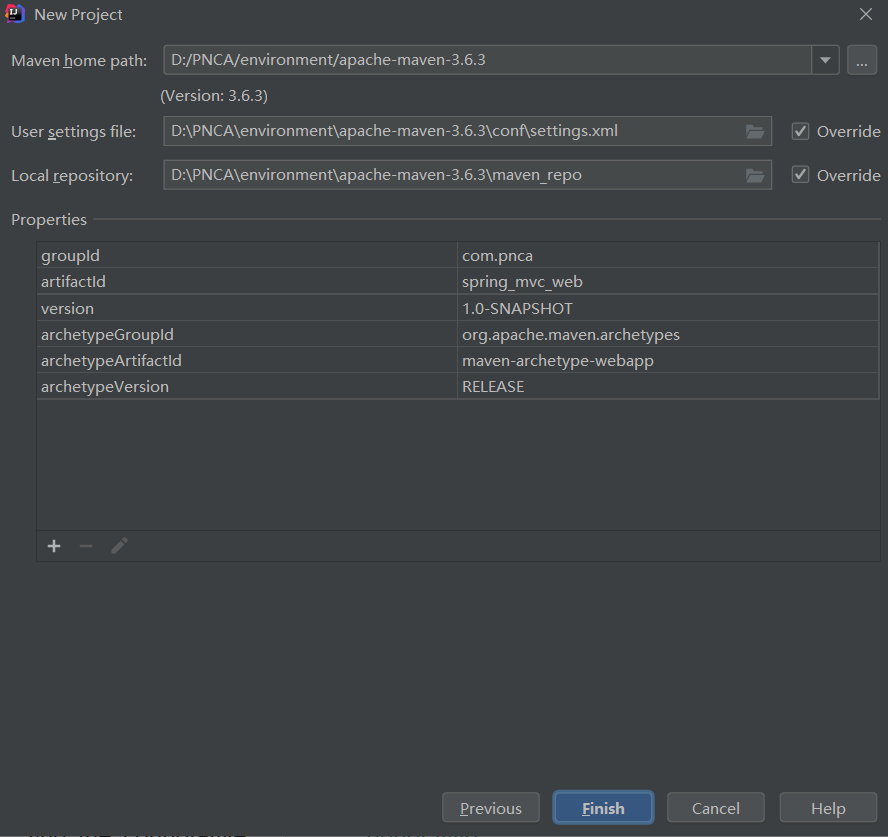 New Project
Maven home path: D:/PNCA/environment/apache-maven-3.6.3 ...
(Version: 3.6.3)
User settings file: D:\PNCA\environment\apache-maven-3.6.3\conf\settings.xml Override
Local repository: D:\PNCA\environment\apache-maven-3.6.3\maven_repo Override
Properties
groupId com.pnca
artifactId spring_mvc_web
version 1.0-SNAPSHOT
archetypeGroupId org.apache.maven.archetypes
archetypeArtifactId maven-archetype-webapp
archetypeVersion RELEASE
Previous Finish Cancel Help